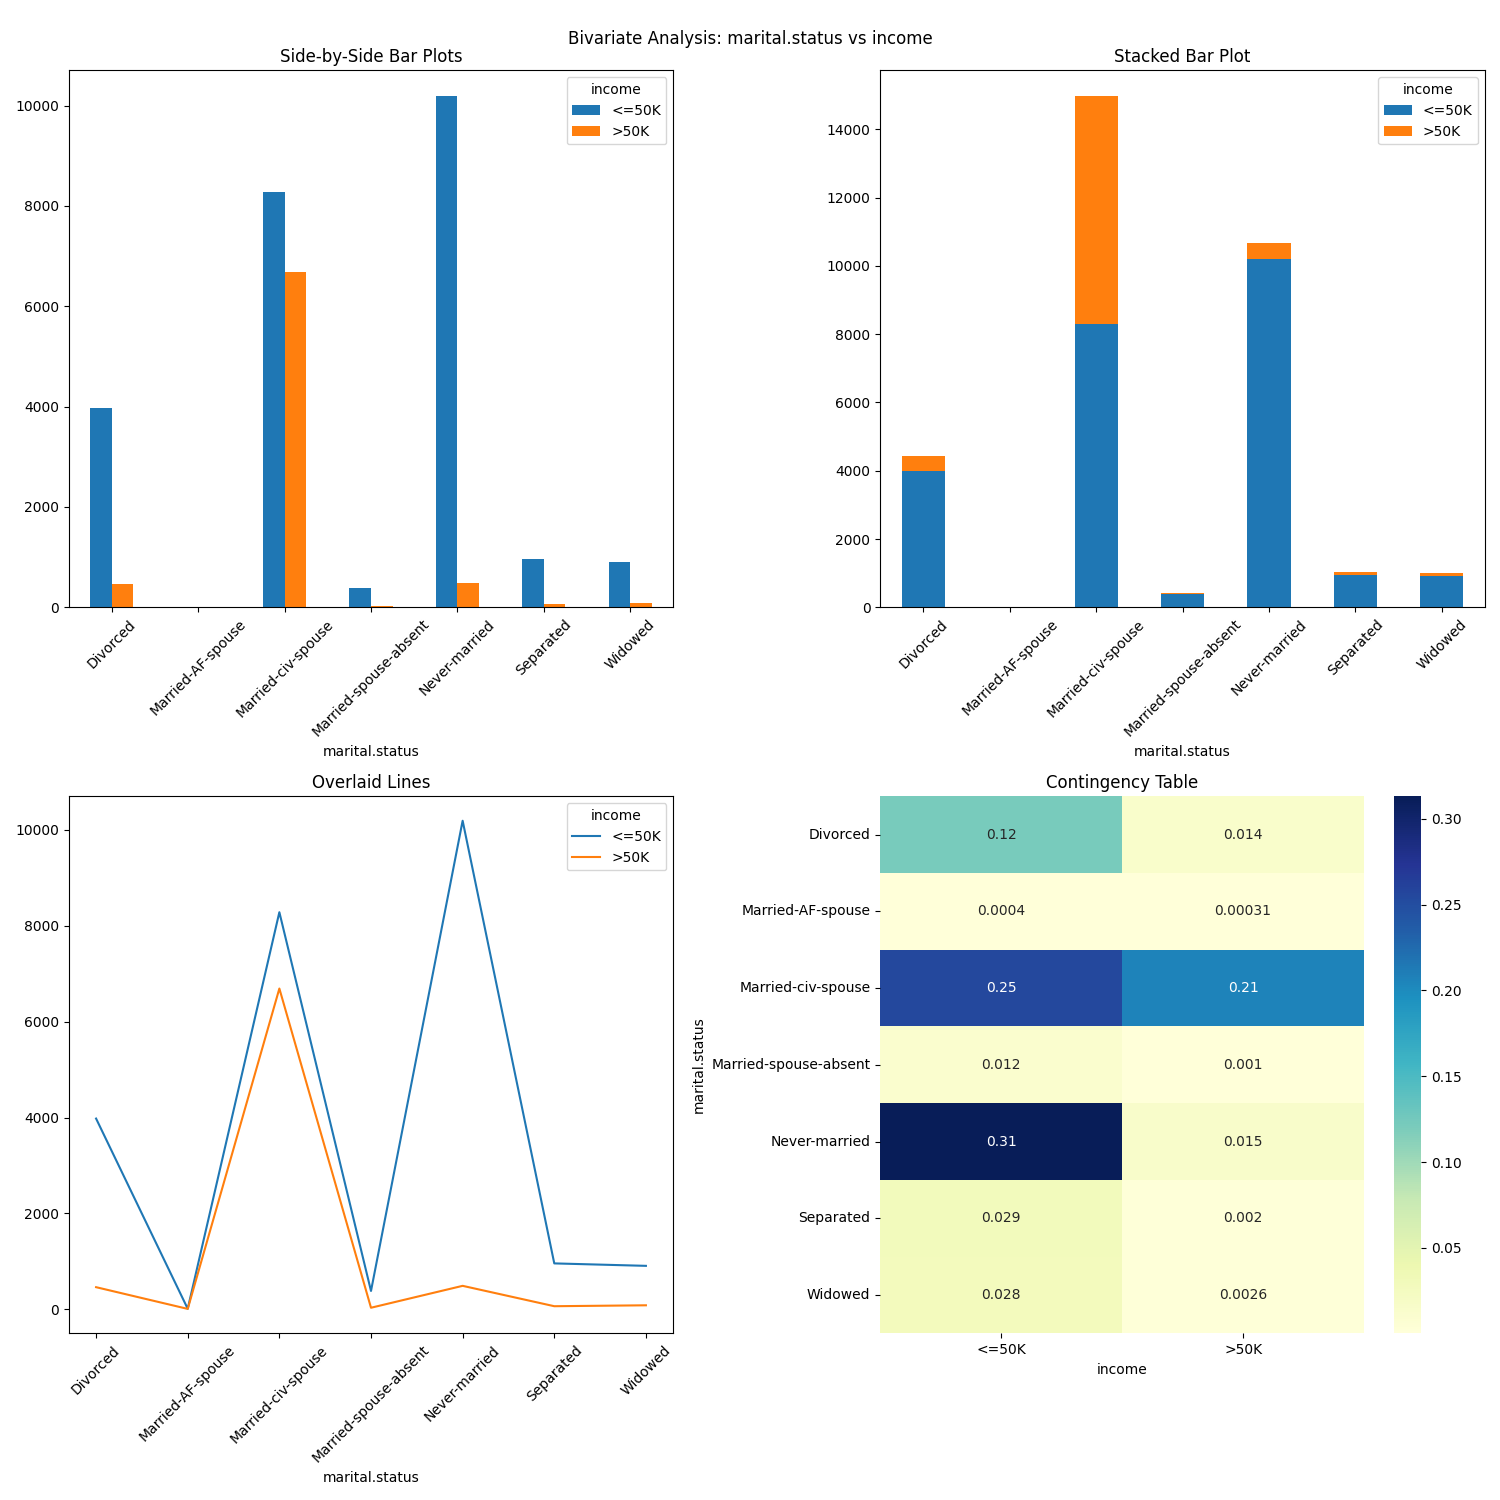 Bivariate Analysis: marital.status vs income
Side-by-Side Bar Plots
income
<=50K
>50K
10000
8000
6000
4000
2000
0
Divorced
Married-AF-spouse
Married-civ-spouse
Married-spouse-absent
Never-married
Separated
Widowed
marital.status
Stacked Bar Plot
income
<=50K
>50K
14000
12000
10000
8000
6000
4000
2000
0
Divorced
Married-AF-spouse
Married-civ-spouse
Married-spouse-absent
Never-married
Separated
Widowed
marital.status
Overlaid Lines
income
<=50K
>50K
10000
8000
6000
4000
2000
0
Divorced
Married-AF-spouse
Married-civ-spouse
Married-spouse-absent
Never-married
Separated
Widowed
marital.status
Contingency Table
marital.status
Divorced 0.12 0.014
Married-AF-spouse 0.0004 0.00031
Married-civ-spouse 0.25 0.21
Married-spouse-absent 0.012 0.001
Never-married 0.31 0.015
Separated 0.029 0.002
Widowed 0.028 0.0026
<=50K >50K
income
0.30
0.25
0.20
0.15
0.10
0.05